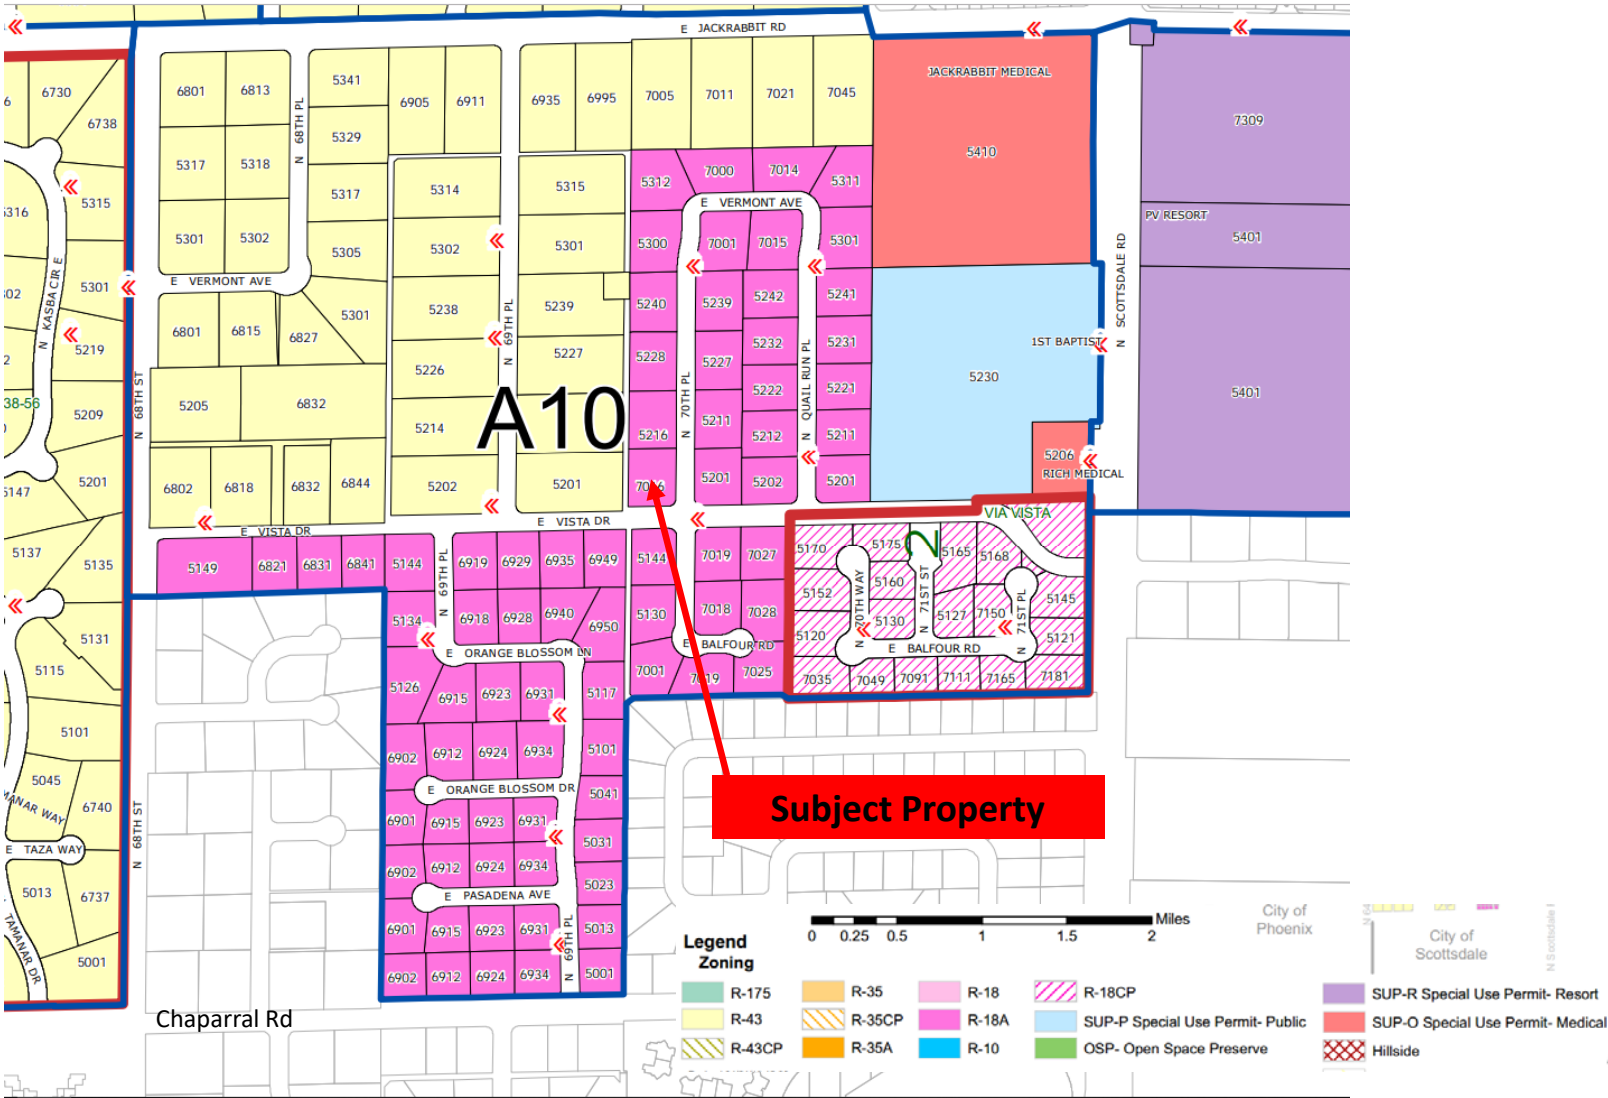 E JACKRABBIT RD
6730
6738
6801
6813
N 68TH PL
5341
6905
6911
6935
6995
7005
7011
7021
7045
JACKRABBIT MEDICAL
5410
7309
5329
5317
5318
5317
5301
5302
5305
5314
5315
5302
5301
5312
7000
7014
5311
E VERMONT AVE
5300
7001
7015
5301
PV RESORT
5401
5401
N SCOTTSDALE RD
5316
5315
N KASBA CIR E
5301
5219
5209
5201
38-56
E VERMONT AVE
6801
6815
6827
5301
5238
5239
N 69TH PL
5226
5227
5214
5202
5201
A10
5240
5239
5242
5241
5228
5227
5232
5231
5222
5221
5216
5211
5212
5211
5201
5202
5201
N 70TH PL
N QUAIL RUN PL
1ST BAPTIST
5230
5206
RICH MEDICAL
N 68TH ST
5205
6832
6802
6818
6832
6844
5147
E VISTA DR
E VISTA DR
VIA VISTA
5137
5135
5149
6821
6831
6841
5144
N 69TH PL
6919
6929
6935
6949
5144
7019
7027
5170
5175
2
5165
5168
5152
5160
5130
5127
7150
5145
5120
5121
N 70TH WAY
N 71ST ST
N 71ST PL
E BALFOUR RD
7035
7049
7091
7111
7165
7181
5131
5115
5134
6918
6928
6940
6950
5130
7018
7028
E ORANGE BLOSSOM LN
E BALFOUR RD
7001
7019
7025
5126
6915
6923
6931
5117
5101
6902
6912
6924
6934
5101
5045
MANAR WAY
6740
E ORANGE BLOSSOM DR
5041
Subject Property
6901
6915
6923
6931
5031
N 68TH ST
E TAZA WAY
6902
6912
6924
6934
5023
5013
6737
E PASADENA AVE
TAMANAR DR
6901
6915
6923
6931
5013
N 69TH PL
5001
6902
6912
6924
6934
5001
Chaparral Rd
0 0.25 0.5 1 1.5 2 Miles
City of
Phoenix
City of
Scottsdale
N 64
N Scottsdale
Legend
Zoning
R-175
R-35
R-18
R-18CP
SUP-R Special Use Permit- Resort
R-43
R-35CP
R-18A
SUP-P Special Use Permit- Public
SUP-O Special Use Permit- Medical
R-43CP
R-35A
R-10
OSP- Open Space Preserve
Hillside